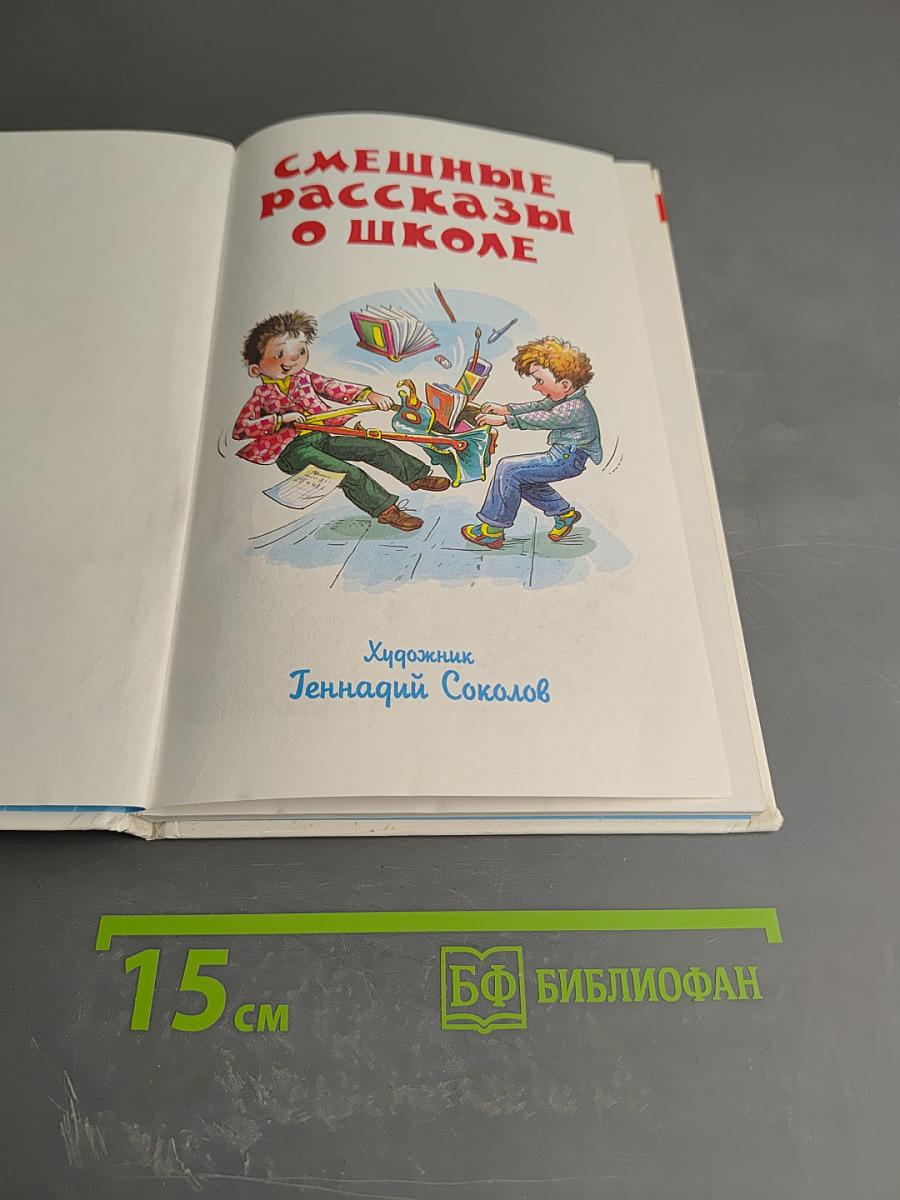 СМЕШНЫЕ
РАССКАЗЫ
О ШКОЛЕ
Художник
Геннадий Соколов
15 см
БФ БИБЛИОФАН